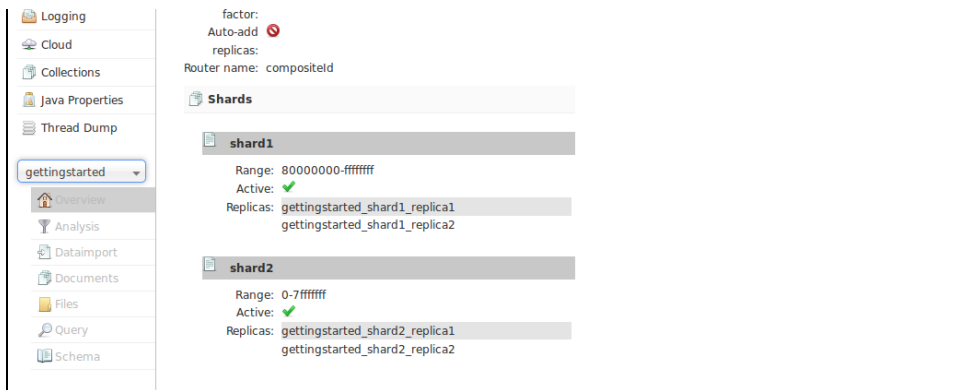 Logging
Cloud
Collections
Java Properties
Thread Dump
gettingstarted
Overview
Analysis
Dataimport
Documents
Files
Query
Schema
factor:
Auto-add
replicas:
Router name: compositeId
Shards
shard1
Range: 80000000-ffffffff
Active:
Replicas: gettingstarted_shard1_replica1
gettingstarted_shard1_replica2
shard2
Range: 0-7fffffff
Active:
Replicas: gettingstarted_shard2_replica1
gettingstarted_shard2_replica2